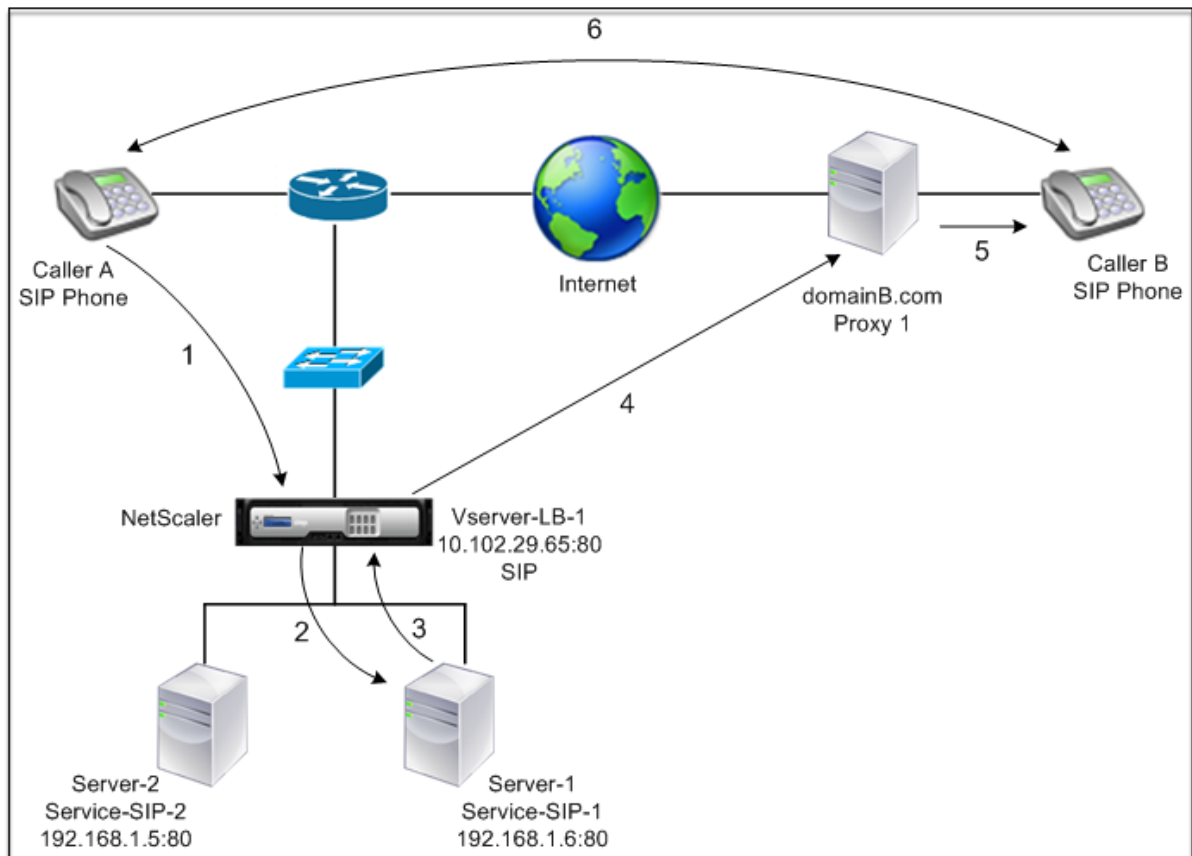 6
Caller A
SIP Phone
Internet
domainB.com
Proxy 1
5
Caller B
SIP Phone
1
4
NetScaler
Vserver-LB-1
10.102.29.65:80
SIP
2
3
Server-2
Service-SIP-2
192.168.1.5:80
Server-1
Service-SIP-1
192.168.1.6:80